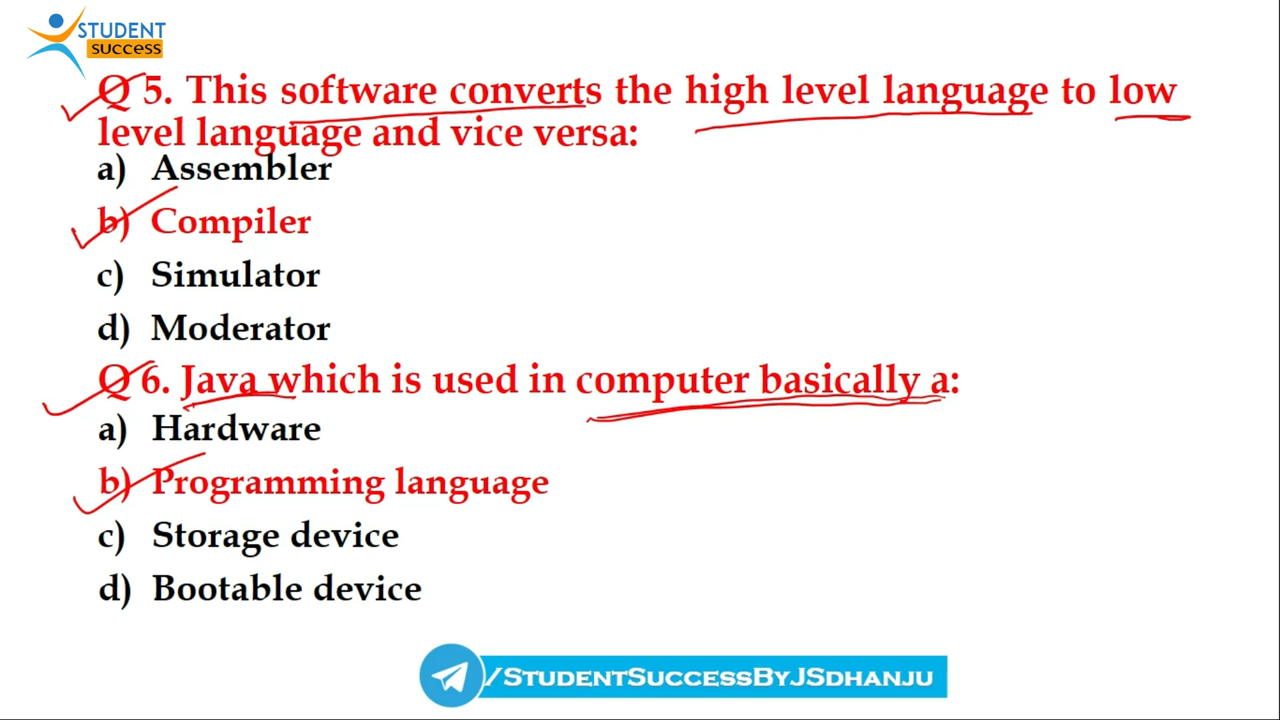 STUDENT
success
Q 5. This software converts the high level language to low
level language and vice versa:
a) Assembler
b) Compiler
c) Simulator
d) Moderator
Q 6. Java which is used in computer basically a:
a) Hardware
b) Programming language
c) Storage device
d) Bootable device
/StudentSuccessByJSdhanju